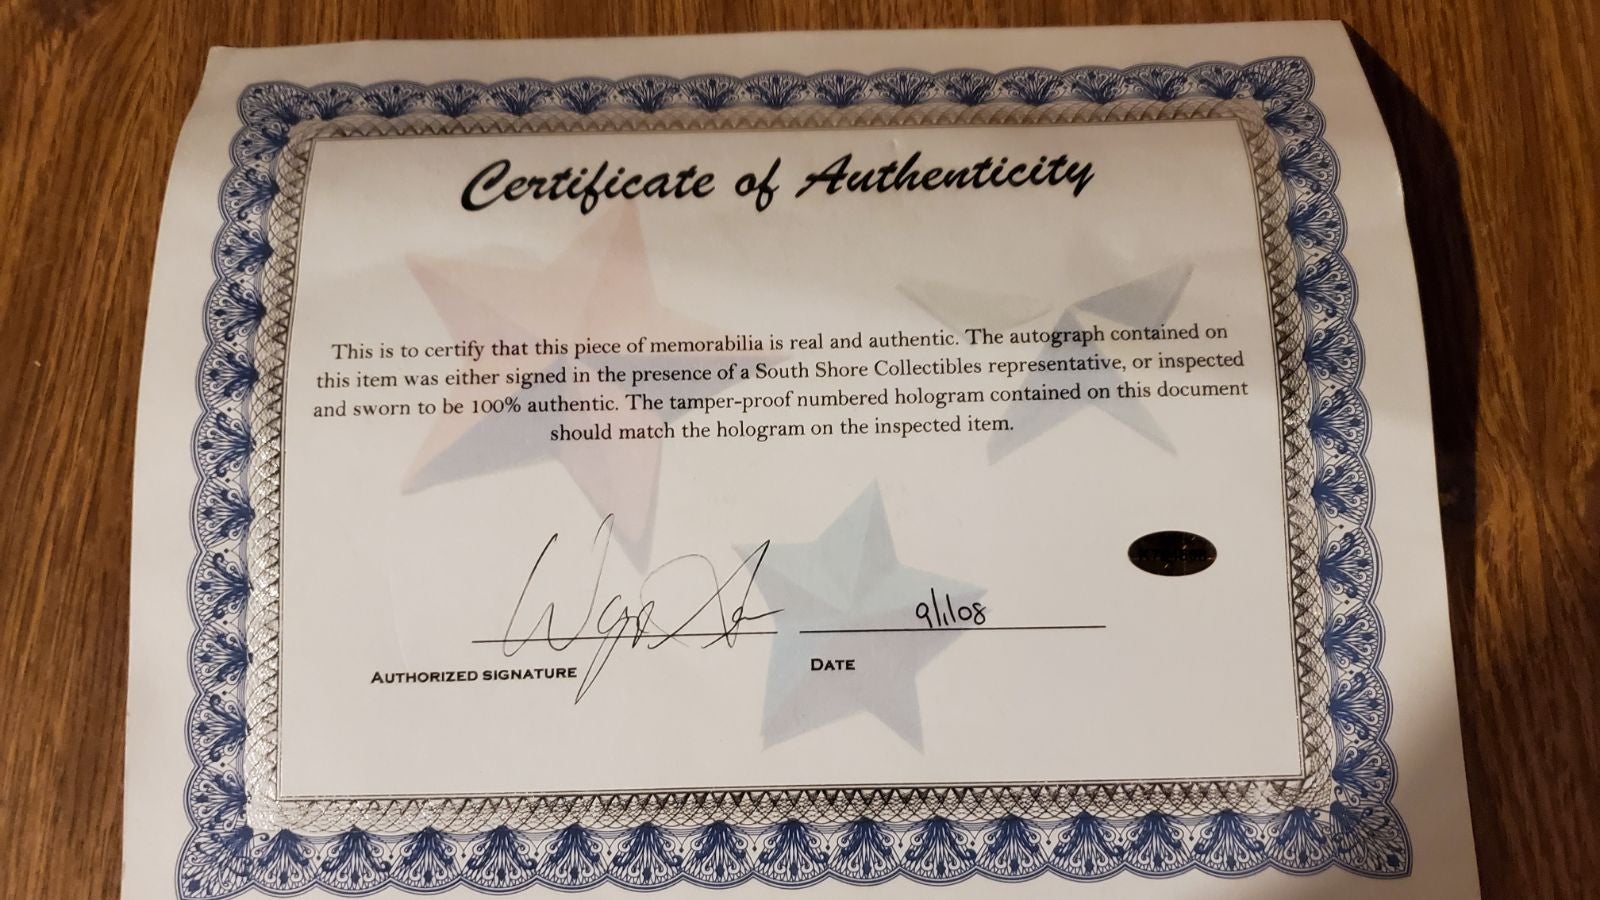 Certificate of Authenticity
This is to certify that this piece of memorabilia is real and authentic. The autograph contained on
this item was either signed in the presence of a South Shore Collectibles representative, or inspected
and sworn to be 100% authentic. The tamper-proof numbered hologram contained on this document
should match the hologram on the inspected item.
9/1/08
AUTHORIZED SIGNATURE
DATE